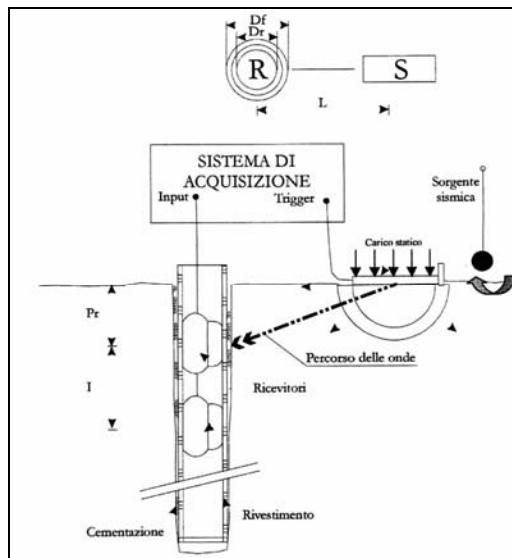 Df
Dr
R
S
L
SISTEMA DI
ACQUISIZIONE
Input
Trigger
Sorgente
sismica
Carico statico
Pr
Percorso delle onde
I
Ricevitori
Cementazione
Rivestimento